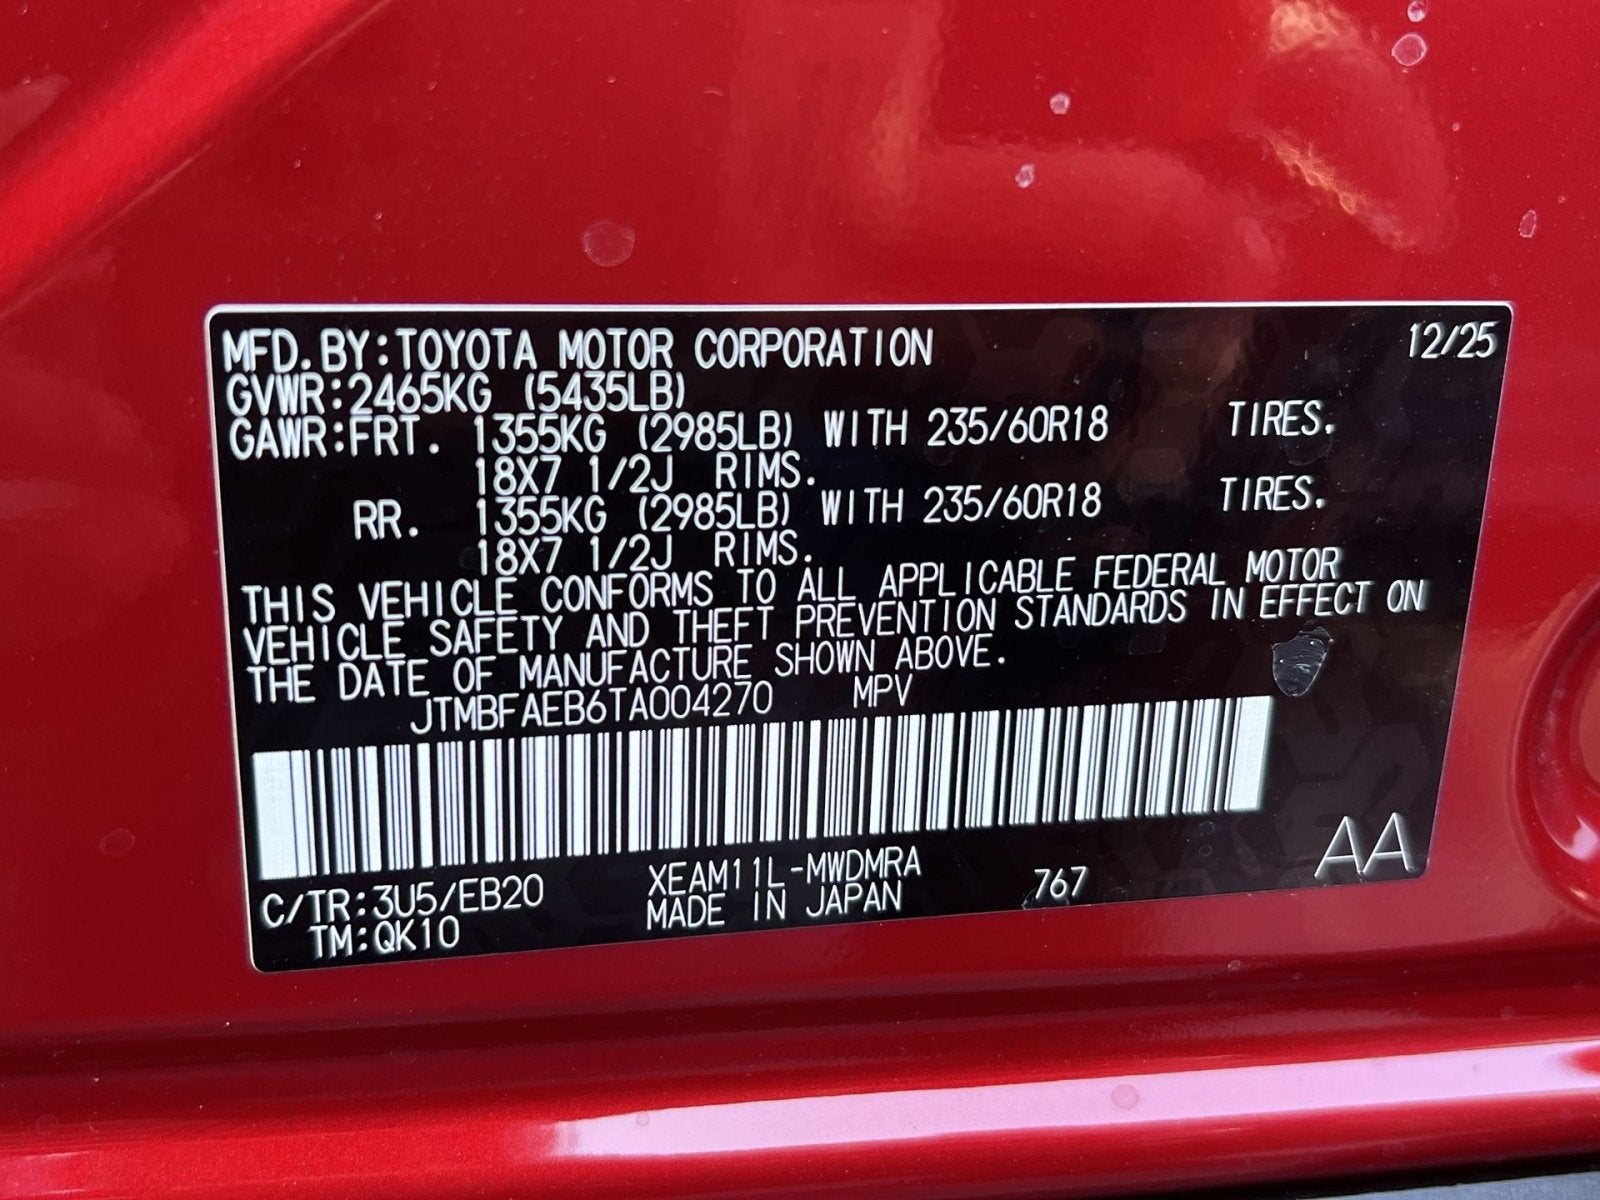 MFD.BY:TOYOTA MOTOR CORPORATION 12/25
GVWR:2465KG (5435LB)
GAWR:FRT. 1355KG (2985LB) WITH 235/60R18 TIRES.
18X7 1/2J RIMS.
RR. 1355KG (2985LB) WITH 235/60R18 TIRES.
18X7 1/2J RIMS.
THIS VEHICLE CONFORMS TO ALL APPLICABLE FEDERAL MOTOR
VEHICLE SAFETY AND THEFT PREVENTION STANDARDS IN EFFECT ON
THE DATE OF MANUFACTURE SHOWN ABOVE.
JTMBFAEB6TA004270 MPV
C/TR:3U5/EB20 XEAM11L-MWDMRA 767 AA
TM:QK10 MADE IN JAPAN